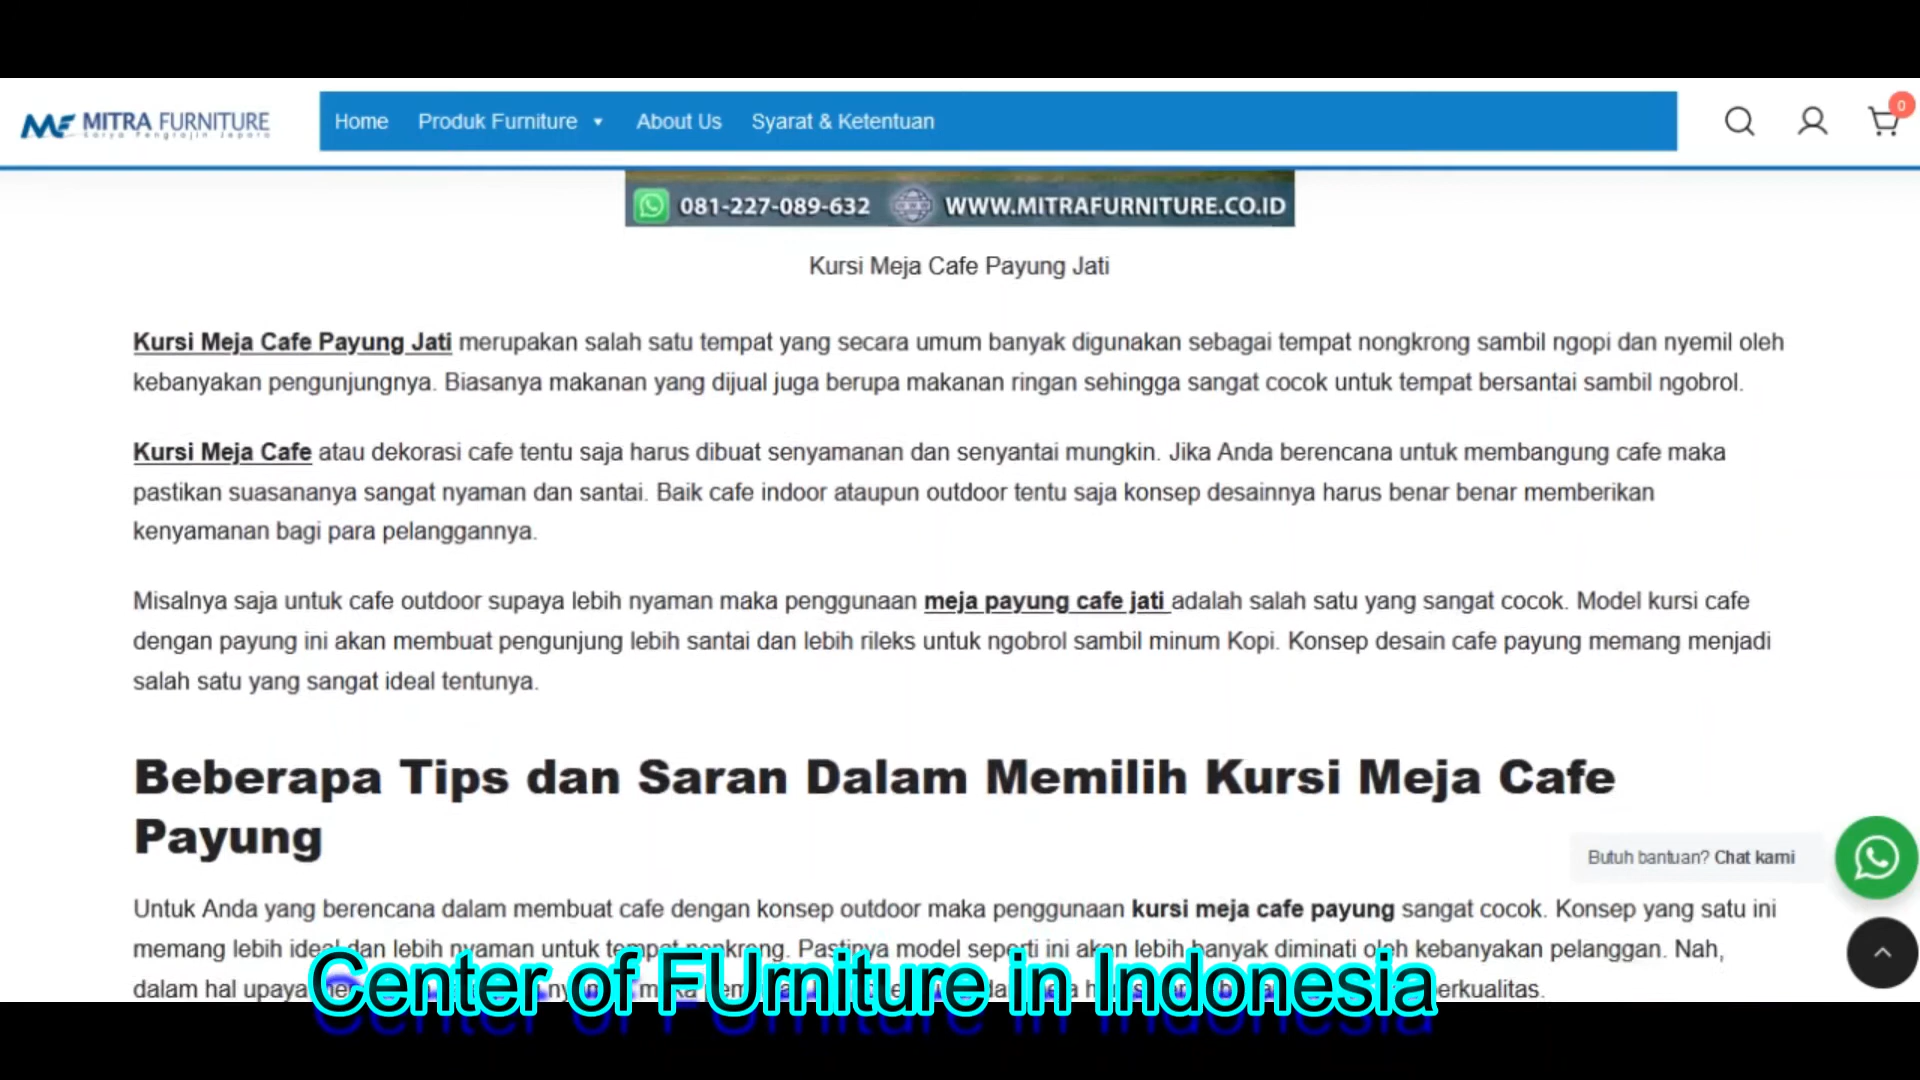 MF MITRA FURNITURE
Karya Pengrajin Jepara
Home Produk Furniture About Us Syarat & Ketentuan
0
081-227-089-632 WWW.MITRAFURNITURE.CO.ID
Kursi Meja Cafe Payung Jati
Kursi Meja Cafe Payung Jati merupakan salah satu tempat yang secara umum banyak digunakan sebagai tempat nongkrong sambil ngopi dan nyemil oleh
kebanyakan pengunjungnya. Biasanya makanan yang dijual juga berupa makanan ringan sehingga sangat cocok untuk tempat bersantai sambil ngobrol.
Kursi Meja Cafe atau dekorasi cafe tentu saja harus dibuat senyamanan dan senyantai mungkin. Jika Anda berencana untuk membangung cafe maka
pastikan suasananya sangat nyaman dan santai. Baik cafe indoor ataupun outdoor tentu saja konsep desainnya harus benar benar memberikan
kenyamanan bagi para pelanggannya.
Misalnya saja untuk cafe outdoor supaya lebih nyaman maka penggunaan meja payung cafe jati adalah salah satu yang sangat cocok. Model kursi cafe
dengan payung ini akan membuat pengunjung lebih santai dan lebih rileks untuk ngobrol sambil minum Kopi. Konsep desain cafe payung memang menjadi
salah satu yang sangat ideal tentunya.
Beberapa Tips dan Saran Dalam Memilih Kursi Meja Cafe
Payung
Butuh bantuan? Chat kami
Untuk Anda yang berencana dalam membuat cafe dengan konsep outdoor maka penggunaan kursi meja cafe payung sangat cocok. Konsep yang satu ini
memang lebih ideal dan lebih nyaman untuk tempat nonkrong. Pastinya model seperti ini akan lebih banyak diminati oleh kebanyakan pelanggan. Nah,
dalam hal upaya
Center of FUrniture in Indonesia